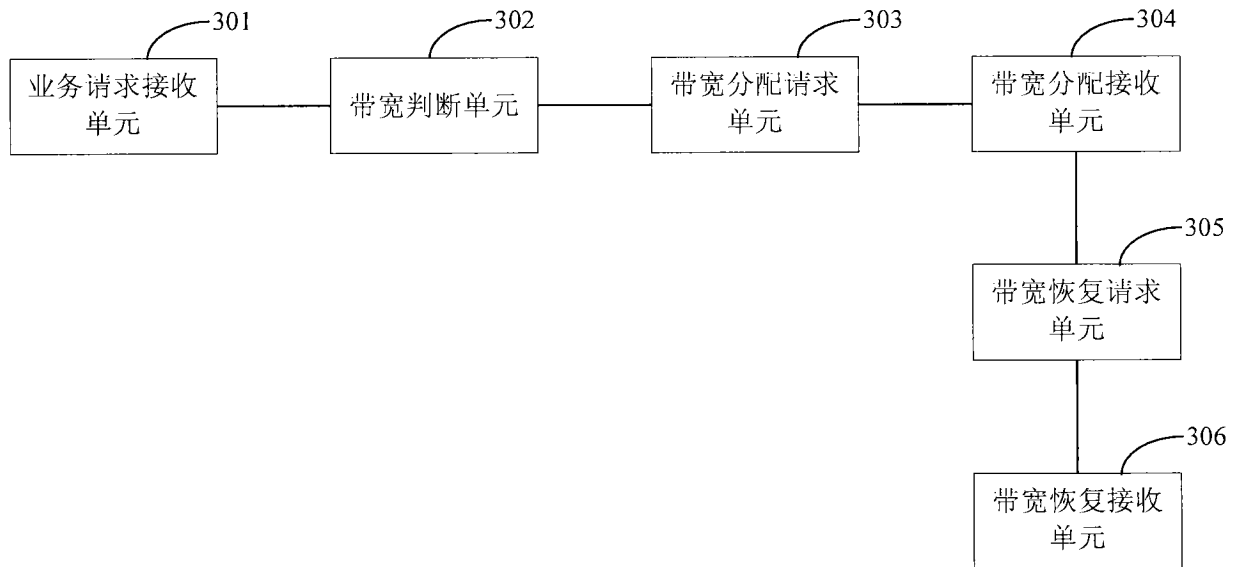 301
302
303
304
业务请求接收
单元
带宽判断单元
带宽分配请求
单元
带宽分配接收
单元
305
带宽恢复请求
单元
306
带宽恢复接收
单元